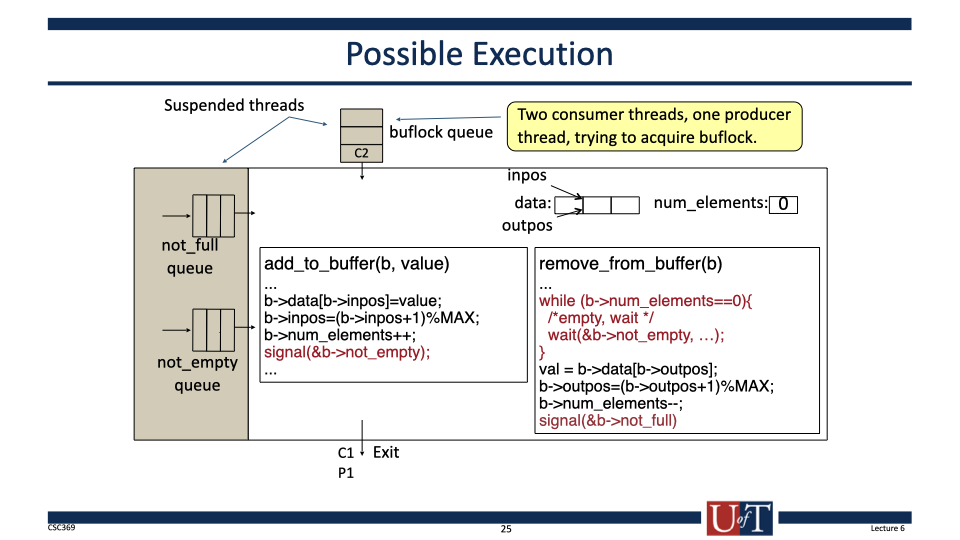 Possible Execution
Suspended threads
buflock queue
C2
Two consumer threads, one producer
thread, trying to acquire buflock.
inpos
data:
outpos
num_elements:
0
not_full
queue
not_empty
queue
add_to_buffer(b, value)
...
b->data[b->inpos]=value;
b->inpos=(b->inpos+1)%MAX;
b->num_elements++;
signal(&b->not_empty);
...
remove_from_buffer(b)
...
while (b->num_elements==0){
/*empty, wait */
wait(&b->not_empty, …);
}
val = b->data[b->outpos];
b->outpos=(b->outpos+1)%MAX;
b->num_elements--;
signal(&b->not_full)
C1
Exit
P1
CSC369
25
UofT
Lecture 6